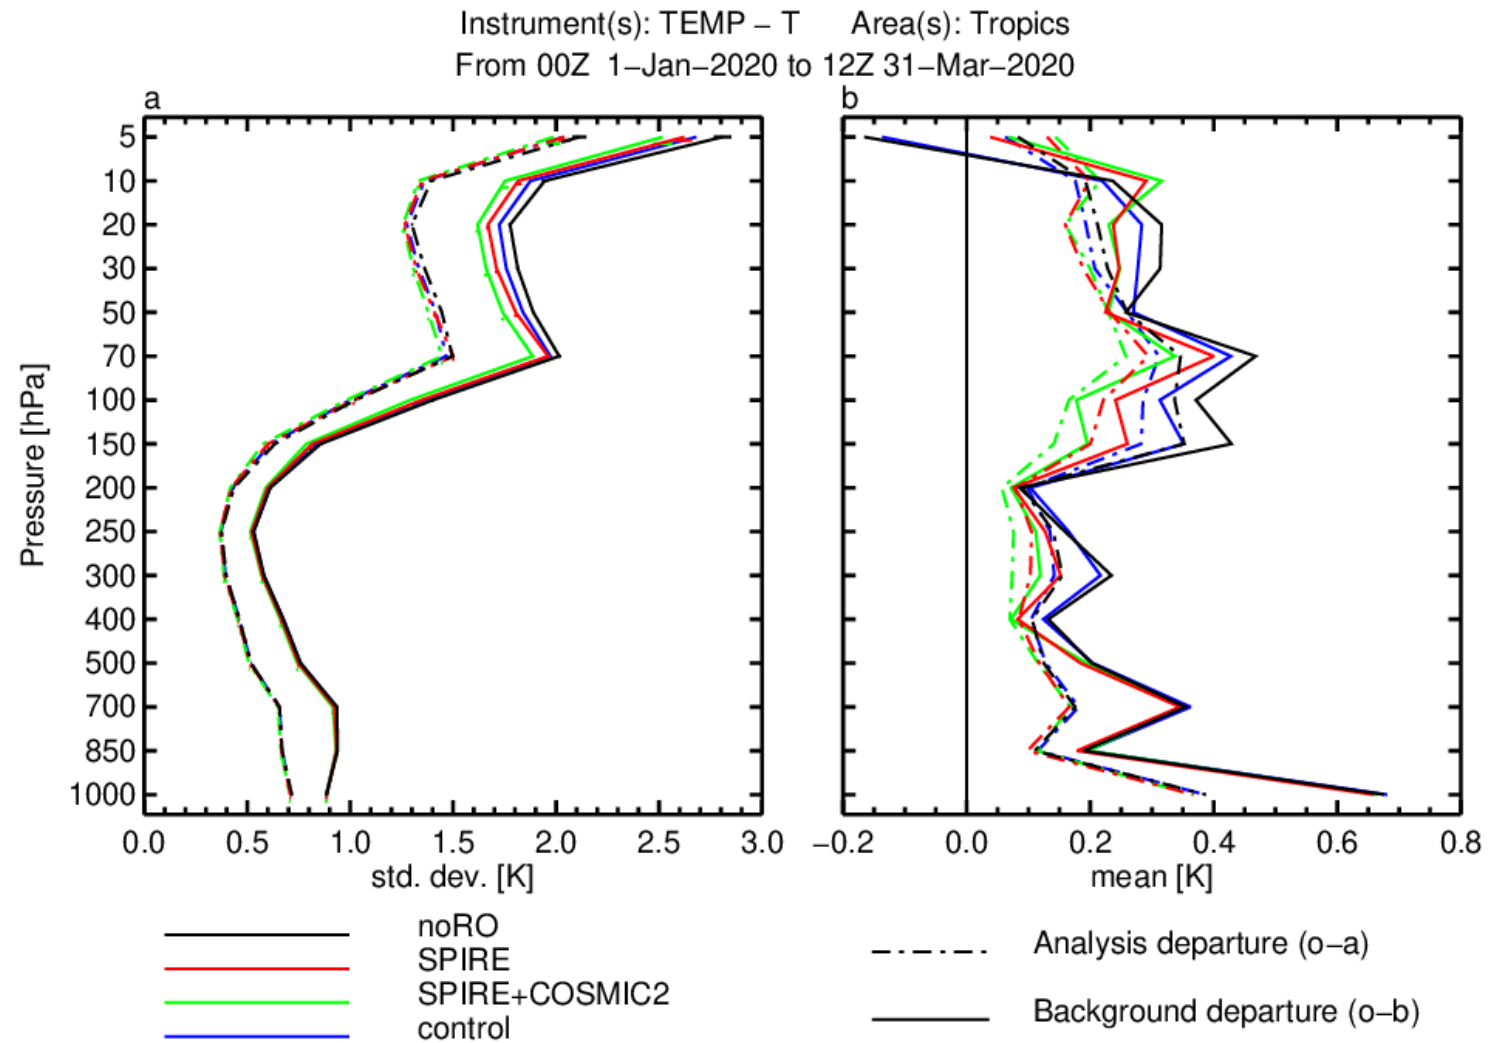 Instrument(s): TEMP − T Area(s): Tropics
From 00Z 1−Jan−2020 to 12Z 31−Mar−2020
a
b
Pressure [hPa]
5
10
20
30
50
70
100
150
200
250
300
400
500
700
850
1000
0.0 0.5 1.0 1.5 2.0 2.5 3.0
std. dev. [K]
−0.2 0.0 0.2 0.4 0.6 0.8
mean [K]
noRO
SPIRE
SPIRE+COSMIC2
control
Analysis departure (o−a)
Background departure (o−b)